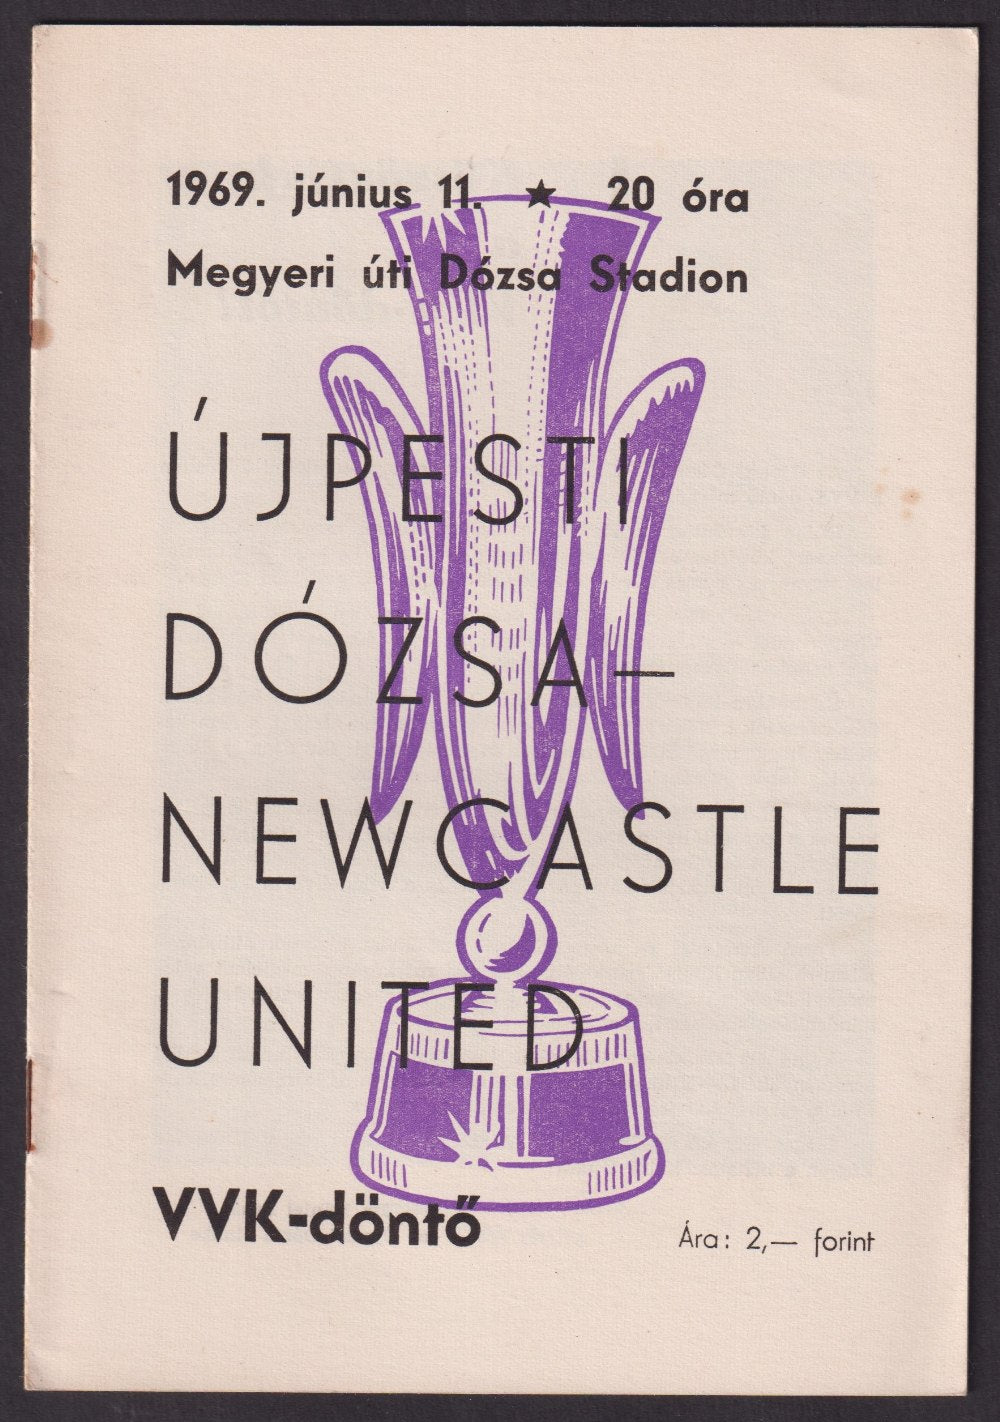 1969. június 11. ★ 20 óra
Megyeri úti Dózsa Stadion
ÚJPESTI
DÓZSA—
NEWCASTLE
UNITED
VVK-döntő
Ára: 2,— forint